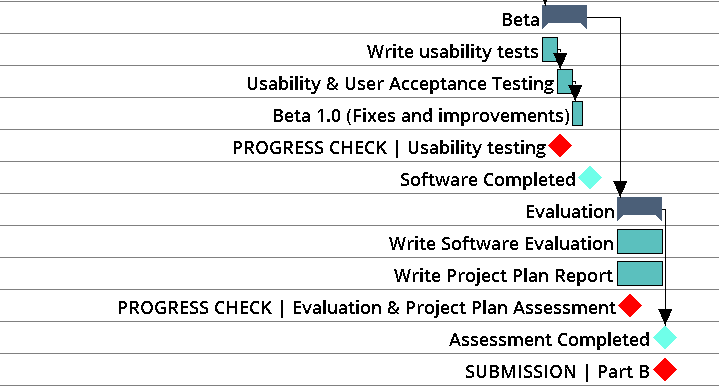 Beta
Write usability tests
Usability & User Acceptance Testing
Beta 1.0 (Fixes and improvements)
PROGRESS CHECK | Usability testing
Software Completed
Evaluation
Write Software Evaluation
Write Project Plan Report
PROGRESS CHECK | Evaluation & Project Plan Assessment
Assessment Completed
SUBMISSION | Part B